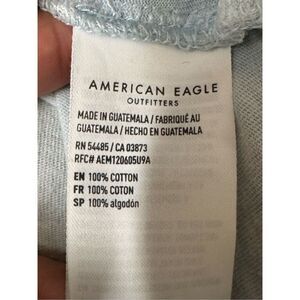 AMERICAN EAGLE
OUTFITTERS
MADE IN GUATEMALA / FABRIQUÉ AU
GUATEMALA / HECHO EN GUATEMALA
RN 54485 / CA 03873
RFC# AEM120605U9A
EN 100% COTTON
FR 100% COTON
SP 100% algodón